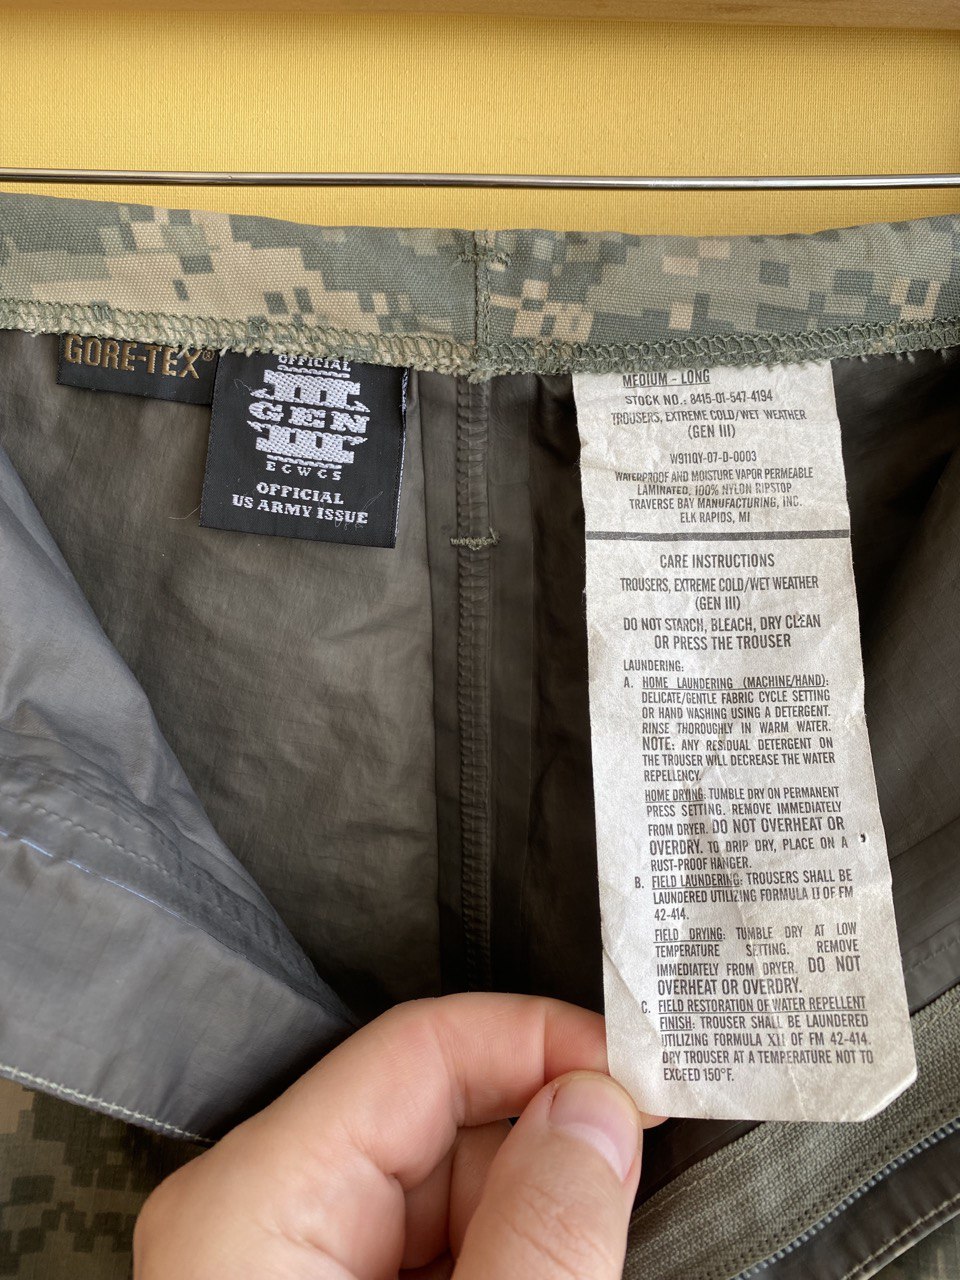 GORE-TEX®
OFFICIAL
III
GEN
III
ECWCS
OFFICIAL
US ARMY ISSUE
MEDIUM - LONG
STOCK NO.: 8415-01-547-4194
TROUSERS, EXTREME COLD/WET WEATHER
(GEN III)
W911QY-07-D-0003
WATERPROOF AND MOISTURE VAPOR PERMEABLE
LAMINATED, 100% NYLON RIPSTOP
TRAVERSE BAY MANUFACTURING, INC.
ELK RAPIDS, MI
CARE INSTRUCTIONS
TROUSERS, EXTREME COLD/WET WEATHER
(GEN III)
DO NOT STARCH, BLEACH, DRY CLEAN
OR PRESS THE TROUSER
LAUNDERING:
A. HOME LAUNDERING (MACHINE/HAND):
DELICATE/GENTLE FABRIC CYCLE SETTING
OR HAND WASHING USING A DETERGENT.
RINSE THOROUGHLY IN WARM WATER.
NOTE: ANY RESIDUAL DETERGENT ON
THE TROUSER WILL DECREASE THE WATER
REPELLENCY.
HOME DRYING: TUMBLE DRY ON PERMANENT
PRESS SETTING. REMOVE IMMEDIATELY
FROM DRYER. DO NOT OVERHEAT OR
OVERDRY. TO DRIP DRY, PLACE ON A
RUST-PROOF HANGER.
B. FIELD LAUNDERING: TROUSERS SHALL BE
LAUNDERED UTILIZING FORMULA II OF FM
42-414.
FIELD DRYING: TUMBLE DRY AT LOW
TEMPERATURE SETTING. REMOVE
IMMEDIATELY FROM DRYER. DO NOT
OVERHEAT OR OVERDRY.
C. FIELD RESTORATION OF WATER REPELLENT
FINISH: TROUSER SHALL BE LAUNDERED
UTILIZING FORMULA XII OF FM 42-414.
DRY TROUSER AT A TEMPERATURE NOT TO
EXCEED 150°F.